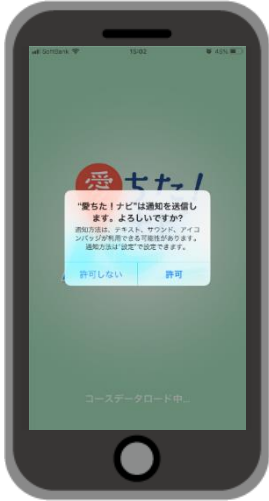 SoftBank 15:02 42%
愛ちた！
"愛ちた！ナビ"は通知を送信し
ます。よろしいですか?
通知方法は、テキスト、サウンド、アイコ
ンバッジが利用できる可能性があります。
通知方法は"設定"で設定できます。
許可しない 許可
コースデータロード中...